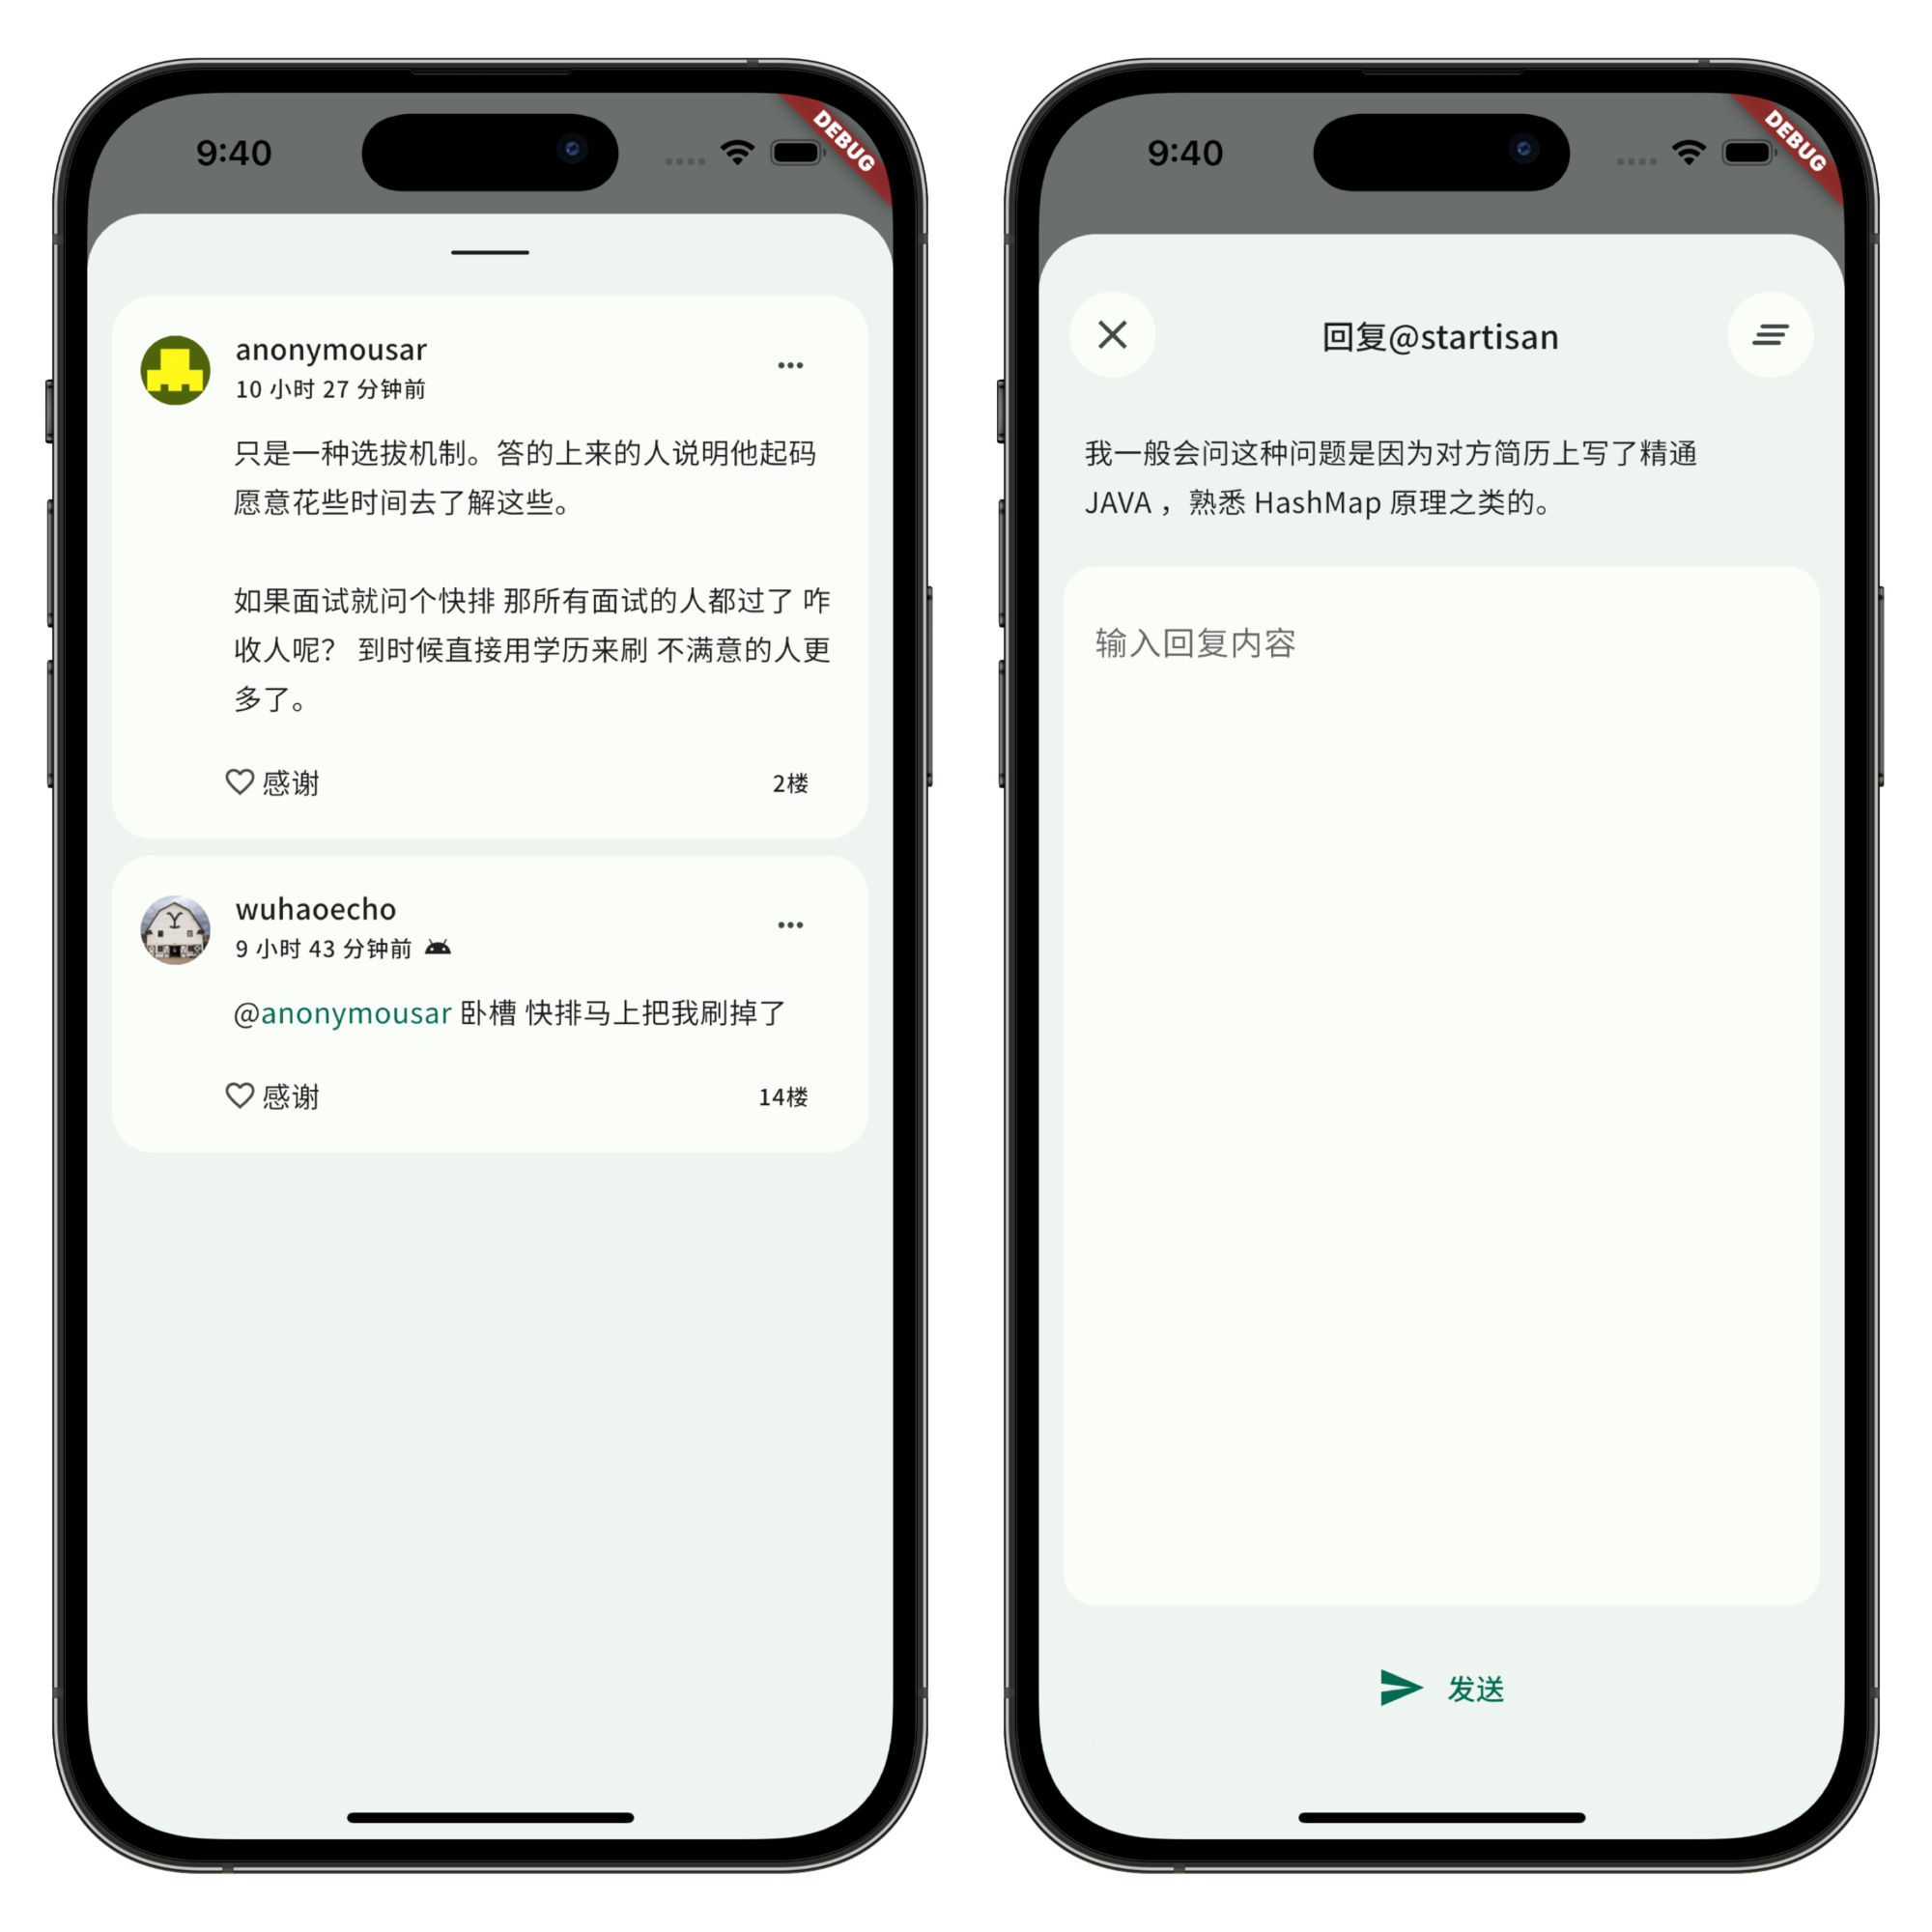 9:40
DEBUG
anonymousar
10 小时 27 分钟前
只是一种选拔机制。答的上来的人说明他起码
愿意花些时间去了解这些。
如果面试就问个快排 那所有面试的人都过了 咋
收人呢? 到时候直接用学历来刷 不满意的人更
多了。
感谢
2楼
wuhaoecho
9 小时 43 分钟前
@anonymousar 卧槽 快排马上把我刷掉了
感谢
14楼
9:40
DEBUG
回复@startisan
我一般会问这种问题是因为对方简历上写了精通
JAVA ，熟悉 HashMap 原理之类的。
输入回复内容
发送